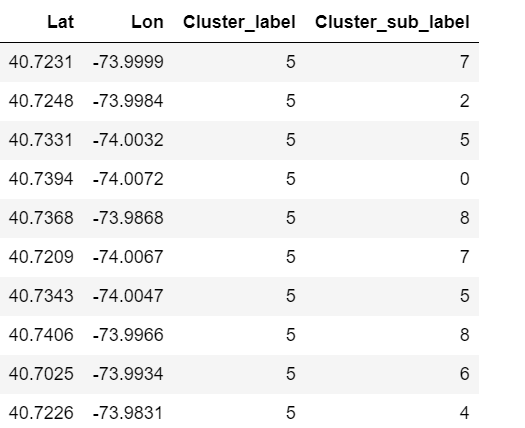 Lat Lon Cluster_label Cluster_sub_label
40.7231 -73.9999 5 7
40.7248 -73.9984 5 2
40.7331 -74.0032 5 5
40.7394 -74.0072 5 0
40.7368 -73.9868 5 8
40.7209 -74.0067 5 7
40.7343 -74.0047 5 5
40.7406 -73.9966 5 8
40.7025 -73.9934 5 6
40.7226 -73.9831 5 4